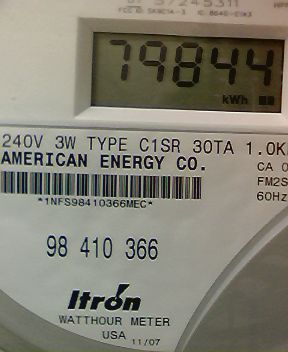 79844
kWh
240V 3W TYPE C1SR 30TA 1.0K
AMERICAN ENERGY CO.
CA
FM2S
60Hz
*1NFS98410366MEC*
98 410 366
Itron
WATTHOUR METER
USA 11/07